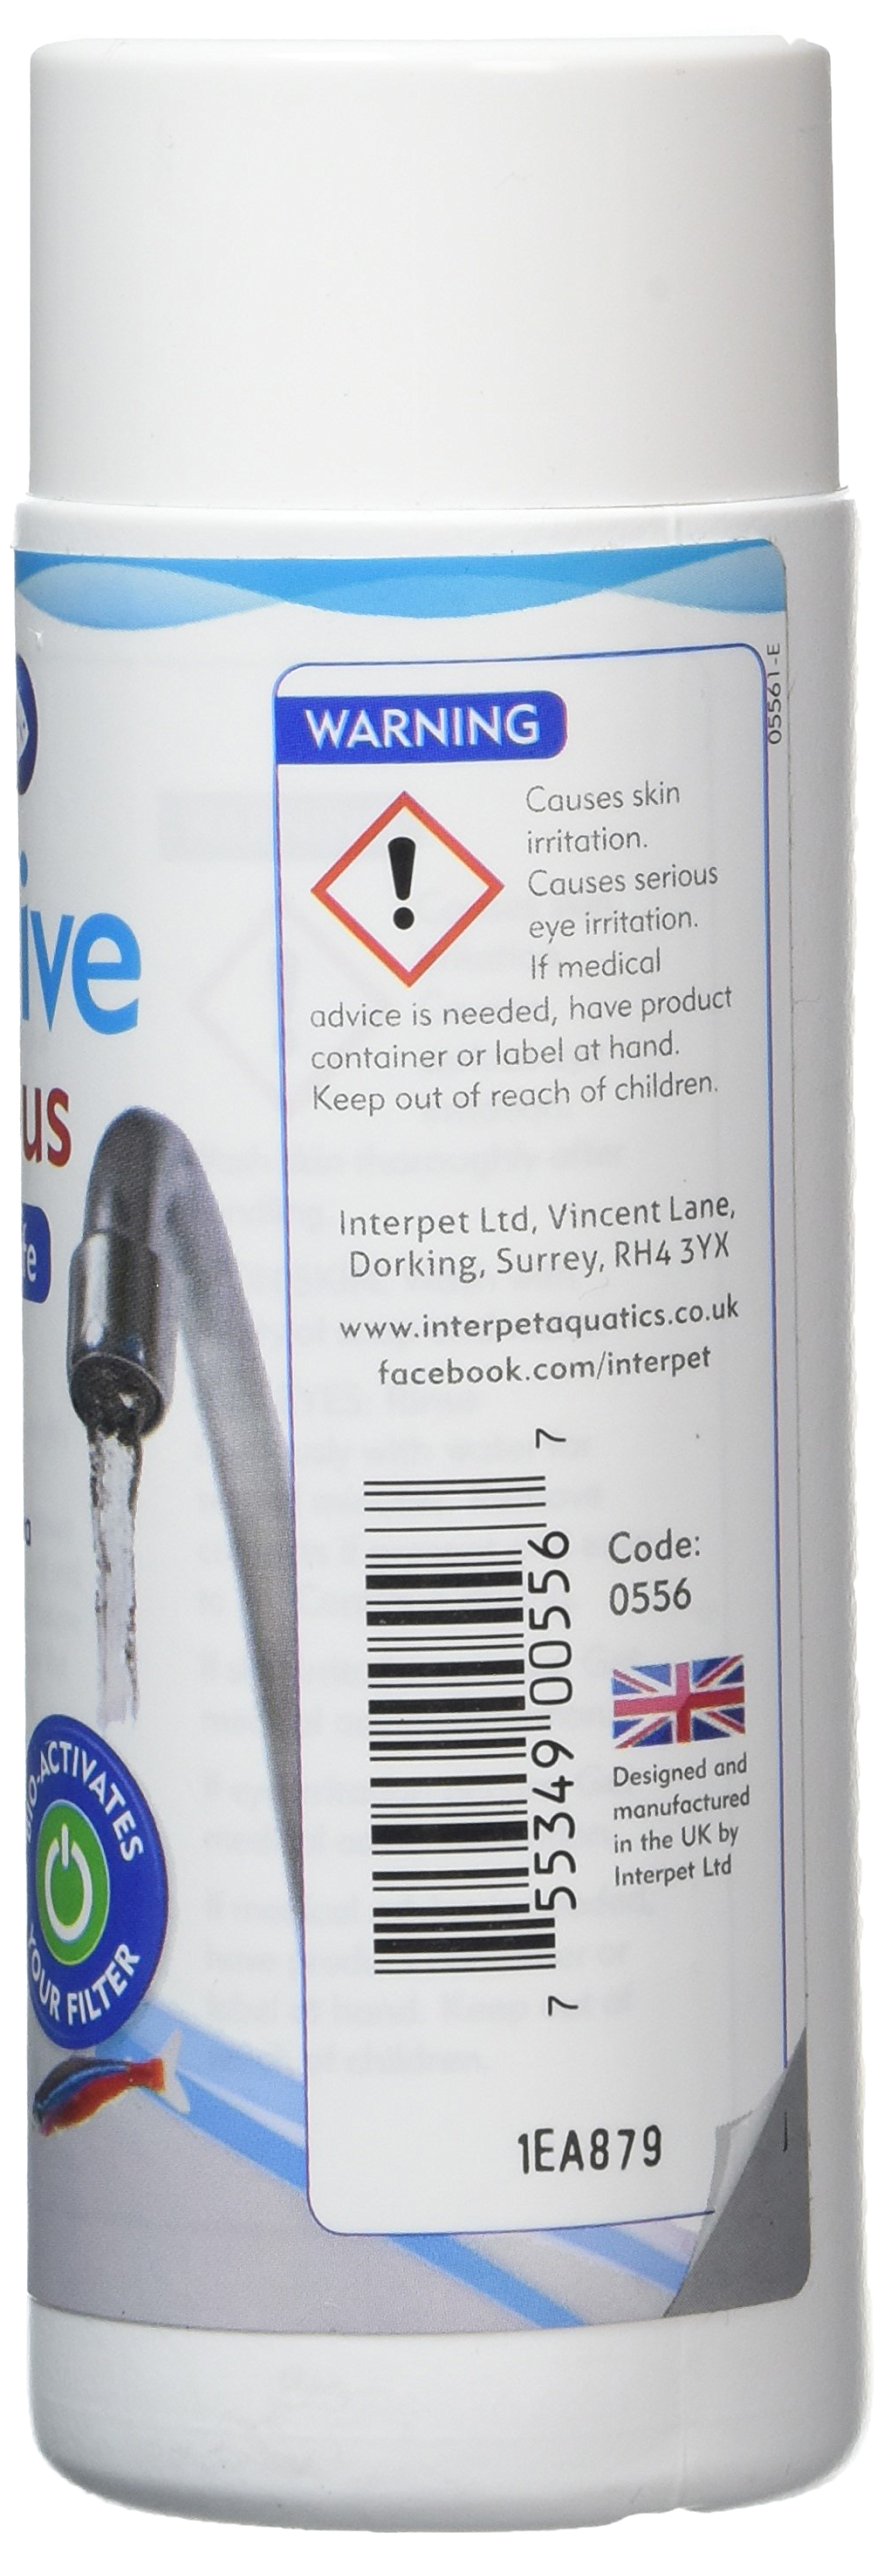 WARNING
Causes skin
irritation.
Causes serious
eye irritation.
If medical
advice is needed, have product
container or label at hand.
Keep out of reach of children.
Interpet Ltd, Vincent Lane,
Dorking, Surrey, RH4 3YX
www.interpetaquatics.co.uk
facebook.com/interpet
7 55349 00556 7
Code:
0556
Designed and
manufactured
in the UK by
Interpet Ltd
1EA879
05561-E
ive
us
fe
BIO-ACTIVATES
YOUR FILTER